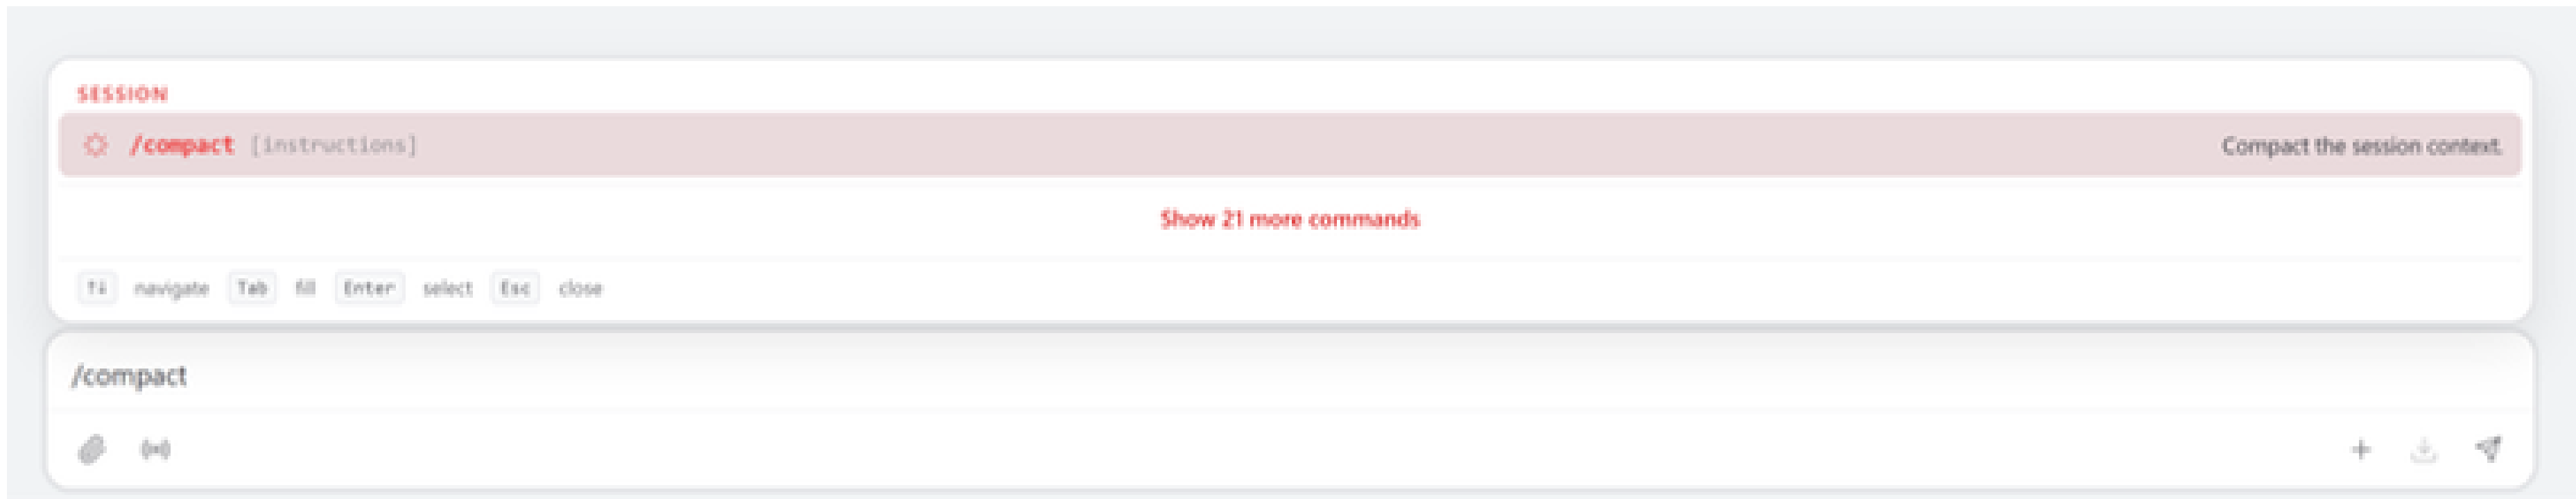 SESSION
/compact [instructions] Compact the session context.
Show 21 more commands
↑↓ navigate Tab fill Enter select Esc close
/compact